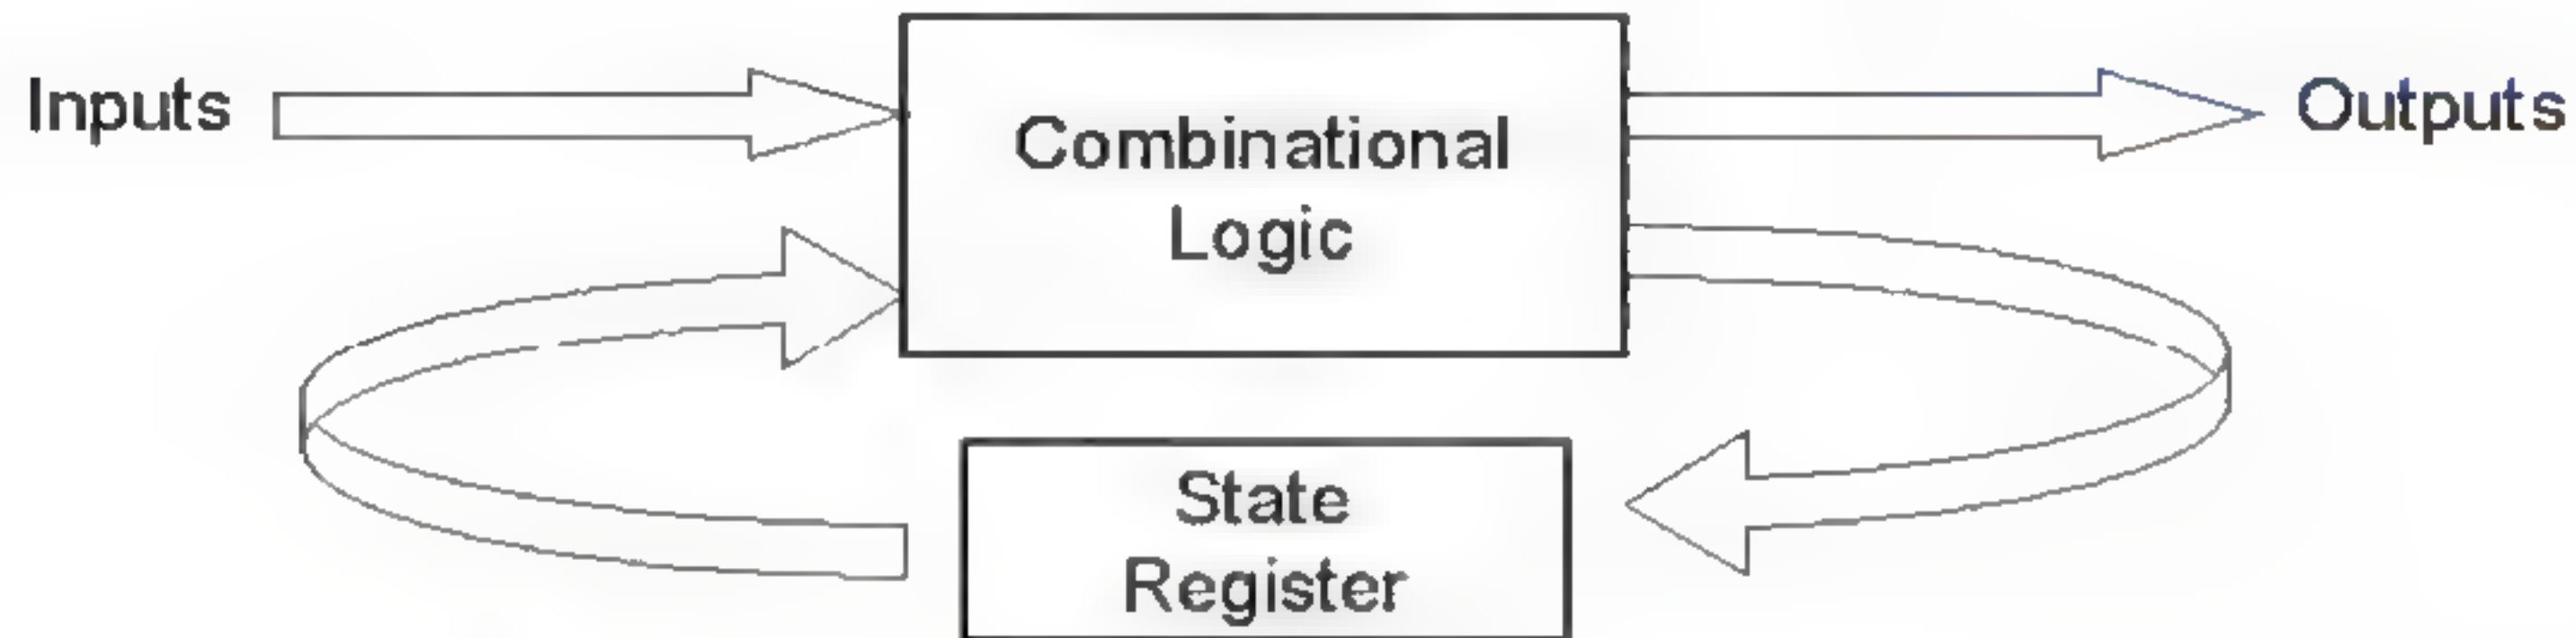 Inputs
Combinational
Logic
Outputs
State
Register